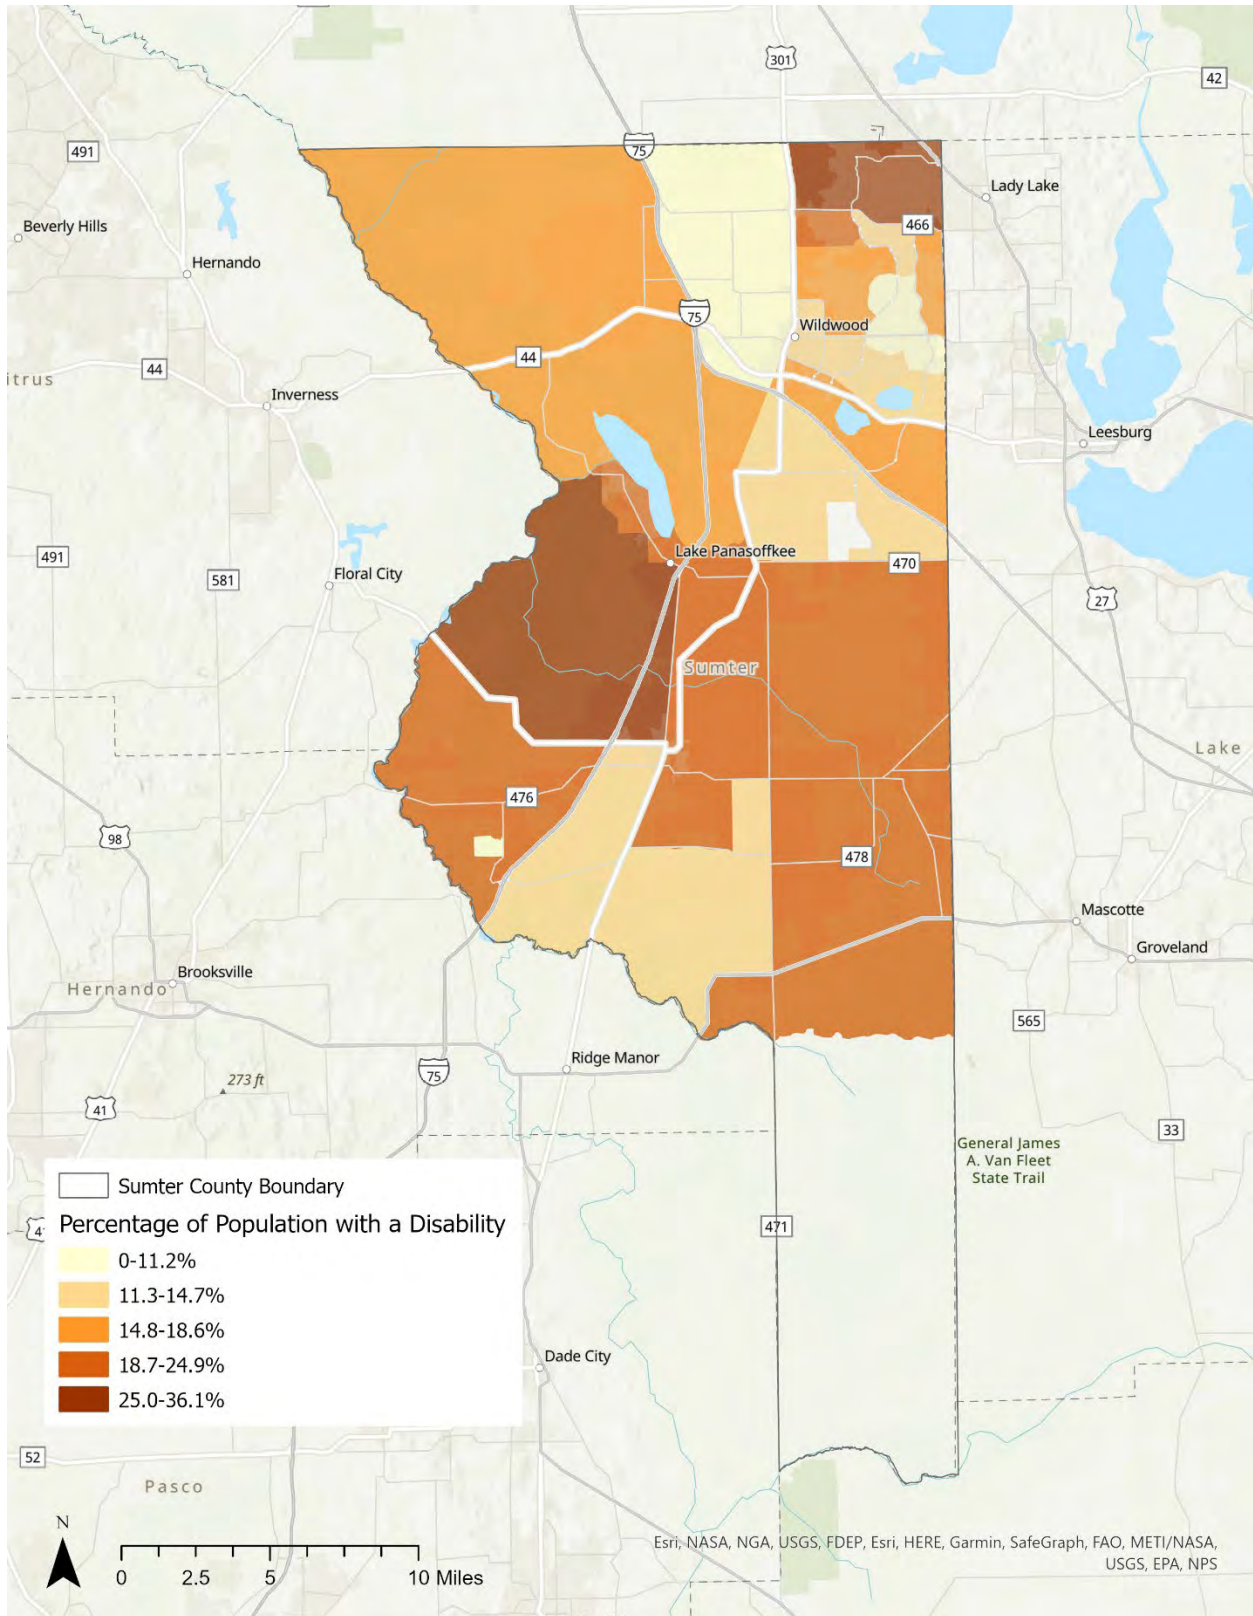 301
42
75
491
Lady Lake
466
Beverly Hills
Hernando
75
Wildwood
44
44
itrus
Inverness
Leesburg
Lake Panasoffkee
491
470
581
Floral City
27
Sumter
Lake
476
98
478
Mascotte
Groveland
Brooksville
Hernando
565
Ridge Manor
75
273 ft
41
33
General James
A. Van Fleet
State Trail
Sumter County Boundary
Percentage of Population with a Disability
471
0-11.2%
11.3-14.7%
14.8-18.6%
18.7-24.9%
25.0-36.1%
Dade City
52
Pasco
N
0 2.5 5 10 Miles
Esri, NASA, NGA, USGS, FDEP, Esri, HERE, Garmin, SafeGraph, FAO, METI/NASA,
USGS, EPA, NPS